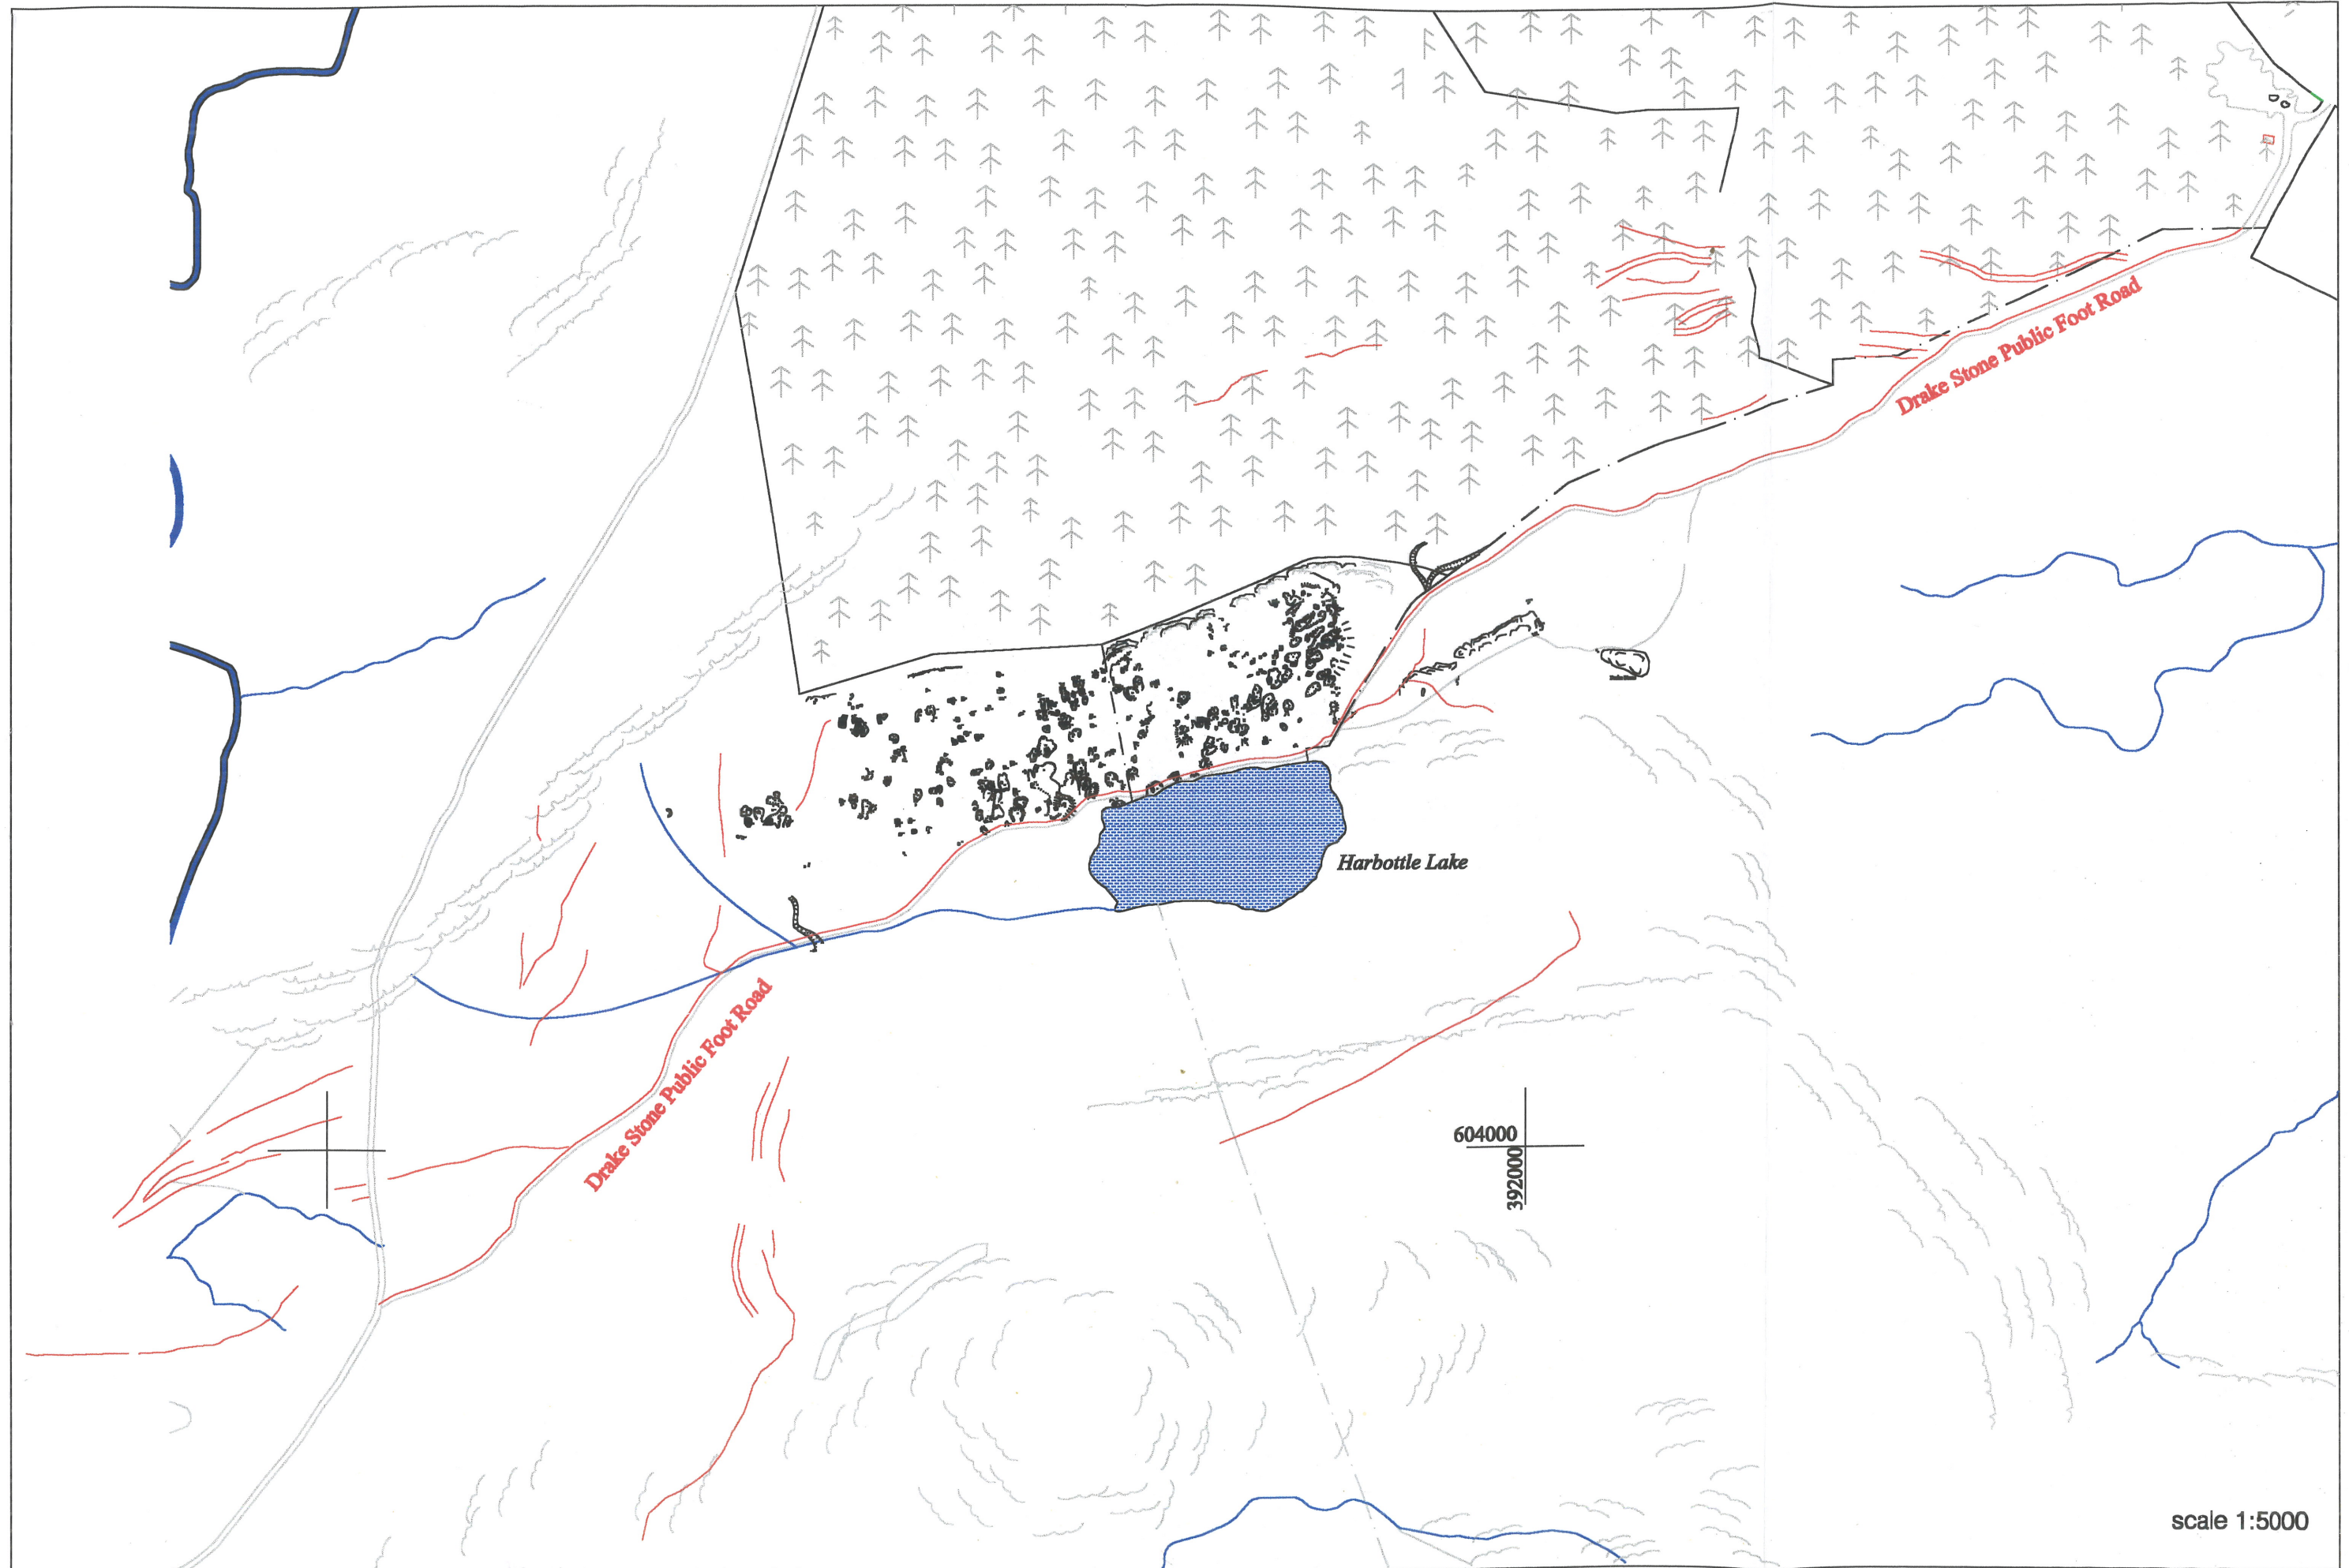 Drake Stone Public Foot Road
Harbottle Lake
Drake Stone Public Foot Road
604000
392000
scale 1:5000